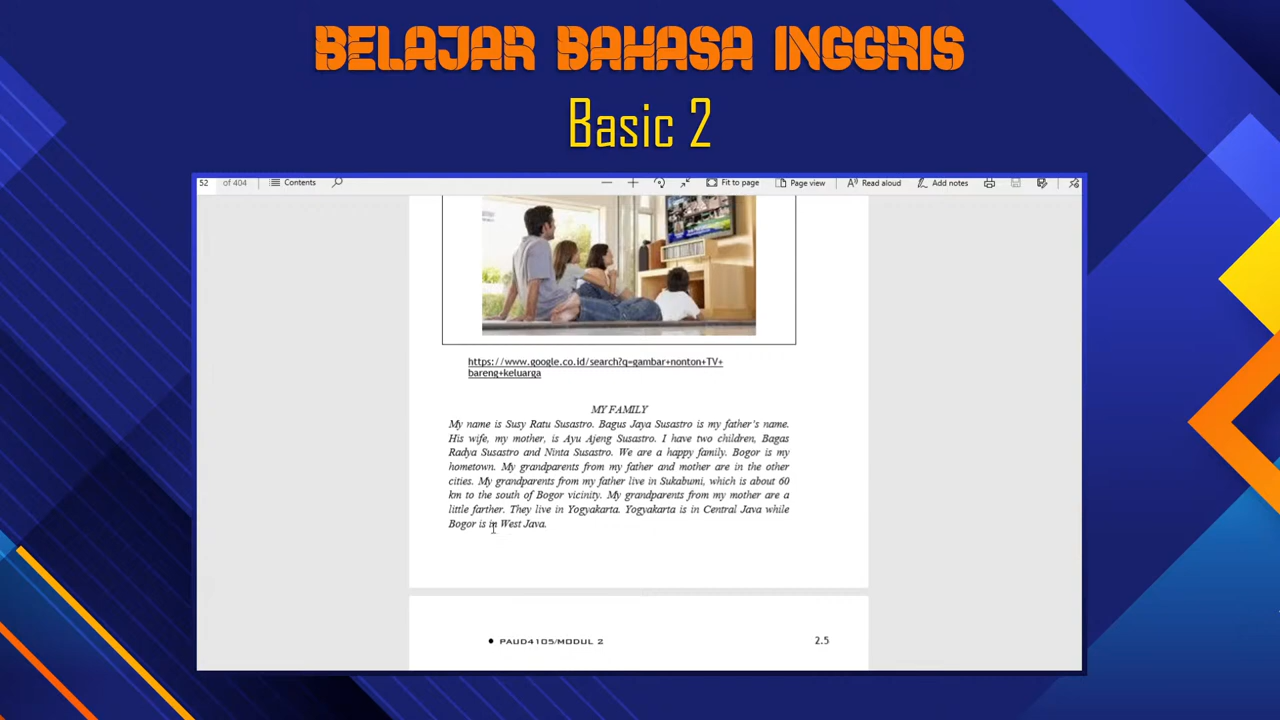 BELAJAR BAHASA INGGRIS
Basic 2
52 of 404 Contents Fit to page Page view Read aloud Add notes
https://www.google.co.id/search?q=gambar+nonton+TV+
bareng+keluarga
MY FAMILY
My name is Susy Ratu Susastro. Bagus Jaya Susastro is my father's name.
His wife, my mother, is Ayu Ajeng Susastro. I have two children, Bagas
Radya Susastro and Ninta Susastro. We are a happy family. Bogor is my
hometown. My grandparents from my father and mother are in the other
cities. My grandparents from my father live in Sukabumi, which is about 60
km to the south of Bogor vicinity. My grandparents from my mother are a
little farther. They live in Yogyakarta. Yogyakarta is in Central Java while
Bogor is in West Java.
• PAUD4105/MODUL 2 2.5